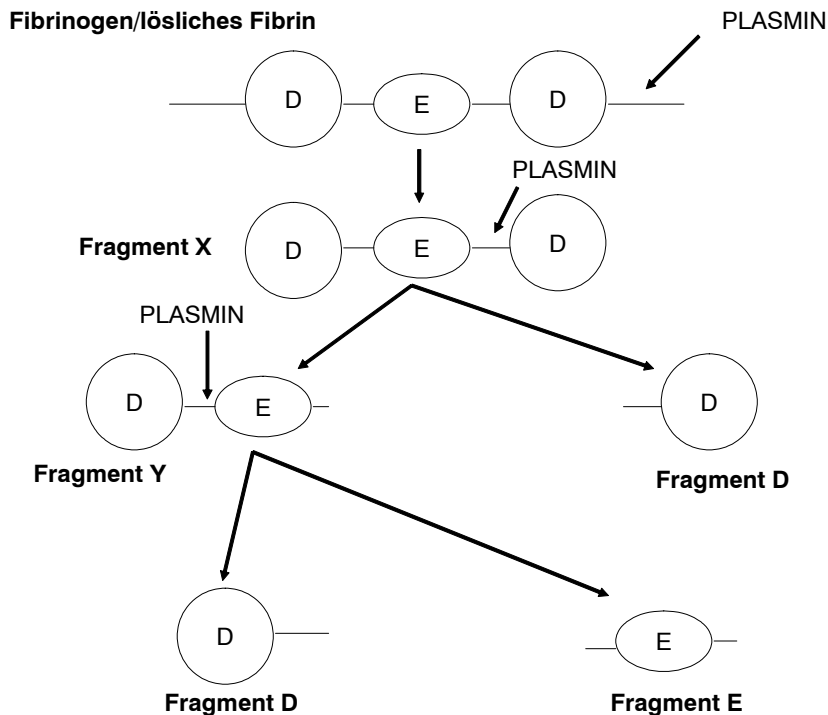 Fibrinogen/lösliches Fibrin
PLASMIN
D
E
D
PLASMIN
Fragment X
D
E
D
PLASMIN
D
E
D
Fragment Y
Fragment D
D
E
Fragment D
Fragment E